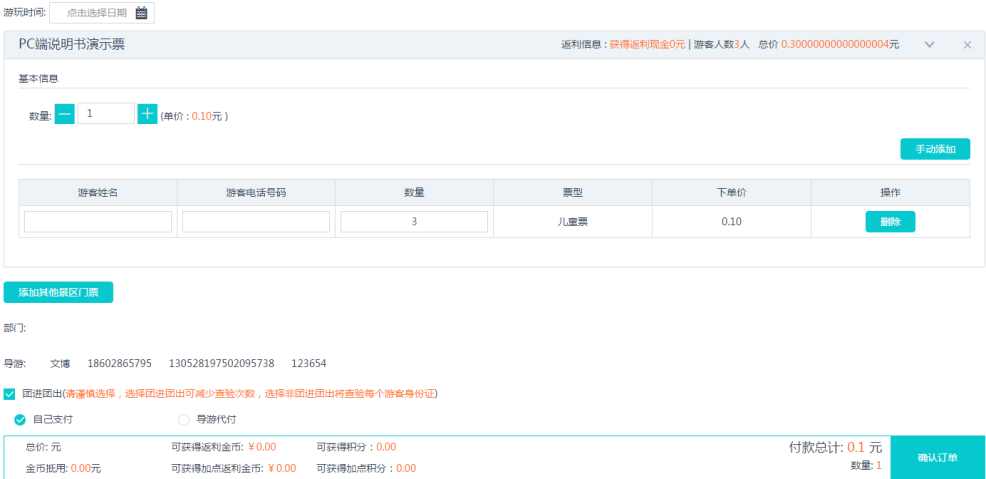 游玩时间: 点击选择日期
PC端说明书演示票 返利信息 : 获得返利现金0元 | 游客人数3人 总价 0.30000000000000004元
基本信息
数量: 1 (单价 : 0.10元 )
手动添加
游客姓名 游客电话号码 数量 票型 下单价 操作
3 儿童票 0.10 删除
添加其他景区门票
部门:
导游: 文博 18602865795 130528197502095738 123654
团进团出(请谨慎选择，选择团进团出可减少查验次数，选择非团进团出将查验每个游客身份证)
自己支付 导游代付
总价: 元 可获得返利金币: ¥0.00 可获得积分 : 0.00 付款总计: 0.1 元
金币抵用: 0.00元 可获得加点返利金币: ¥0.00 可获得加点积分 : 0.00 数量: 1
确认订单